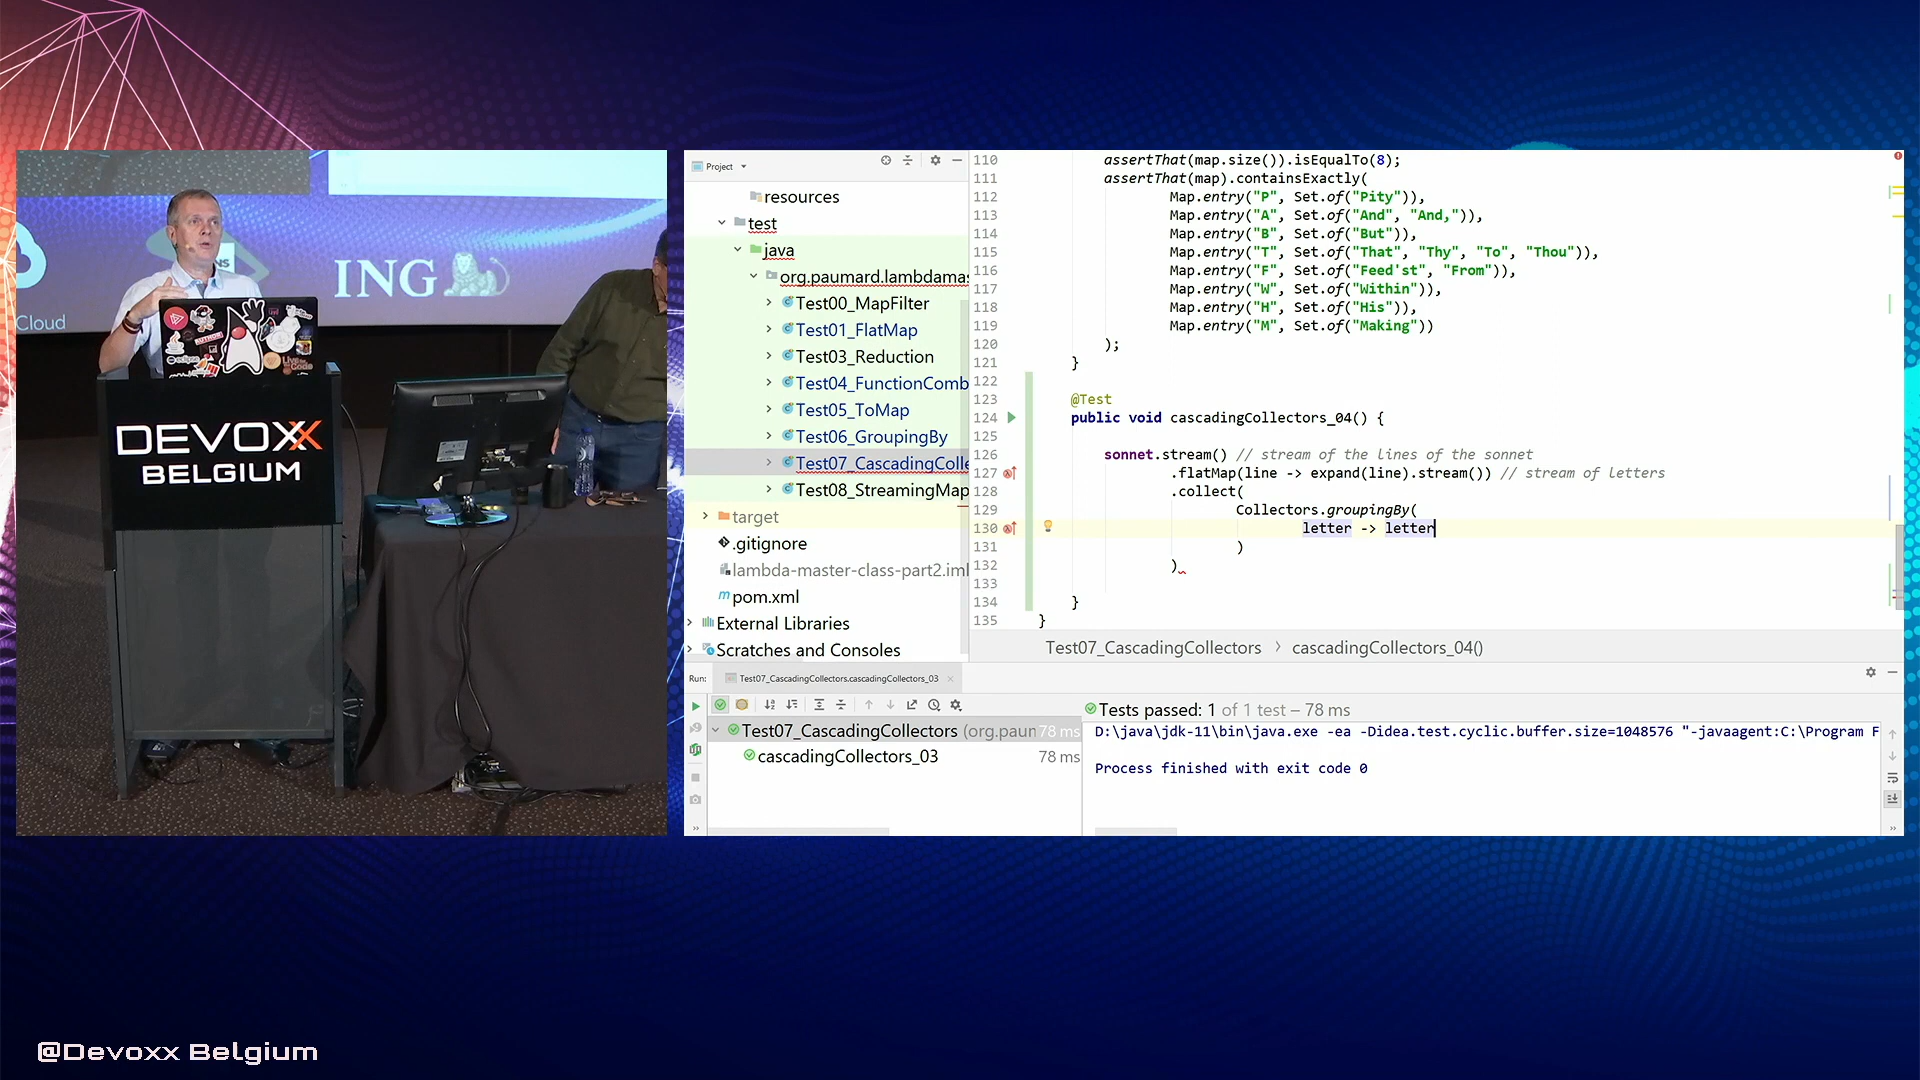 ING
Cloud
DEVOXX
BELGIUM
Project
resources
test
java
org.paumard.lambdamas
Test00_MapFilter
Test01_FlatMap
Test03_Reduction
Test04_FunctionComb
Test05_ToMap
Test06_GroupingBy
Test07_CascadingColle
Test08_StreamingMap
target
.gitignore
lambda-master-class-part2.iml
pom.xml
External Libraries
Scratches and Consoles
110 assertThat(map.size()).isEqualTo(8);
111 assertThat(map).containsExactly(
112 Map.entry("P", Set.of("Pity")),
113 Map.entry("A", Set.of("And", "And,")),
114 Map.entry("B", Set.of("But")),
115 Map.entry("T", Set.of("That", "Thy", "To", "Thou")),
116 Map.entry("F", Set.of("Feed'st", "From")),
117 Map.entry("W", Set.of("Within")),
118 Map.entry("H", Set.of("His")),
119 Map.entry("M", Set.of("Making"))
120 );
121 }
122
123 @Test
124 public void cascadingCollectors_04() {
125
126 sonnet.stream() // stream of the lines of the sonnet
127 .flatMap(line -> expand(line).stream()) // stream of letters
128 .collect(
129 Collectors.groupingBy(
130 letter -> letter
131 )
132 )
133
134 }
135 }
Test07_CascadingCollectors › cascadingCollectors_04()
Run: Test07_CascadingCollectors.cascadingCollectors_03
Tests passed: 1 of 1 test – 78 ms
Test07_CascadingCollectors (org.paum 78 ms
cascadingCollectors_03 78 ms
D:\java\jdk-11\bin\java.exe -ea -Didea.test.cyclic.buffer.size=1048576 "-javaagent:C:\Program F
Process finished with exit code 0
@Devoxx Belgium